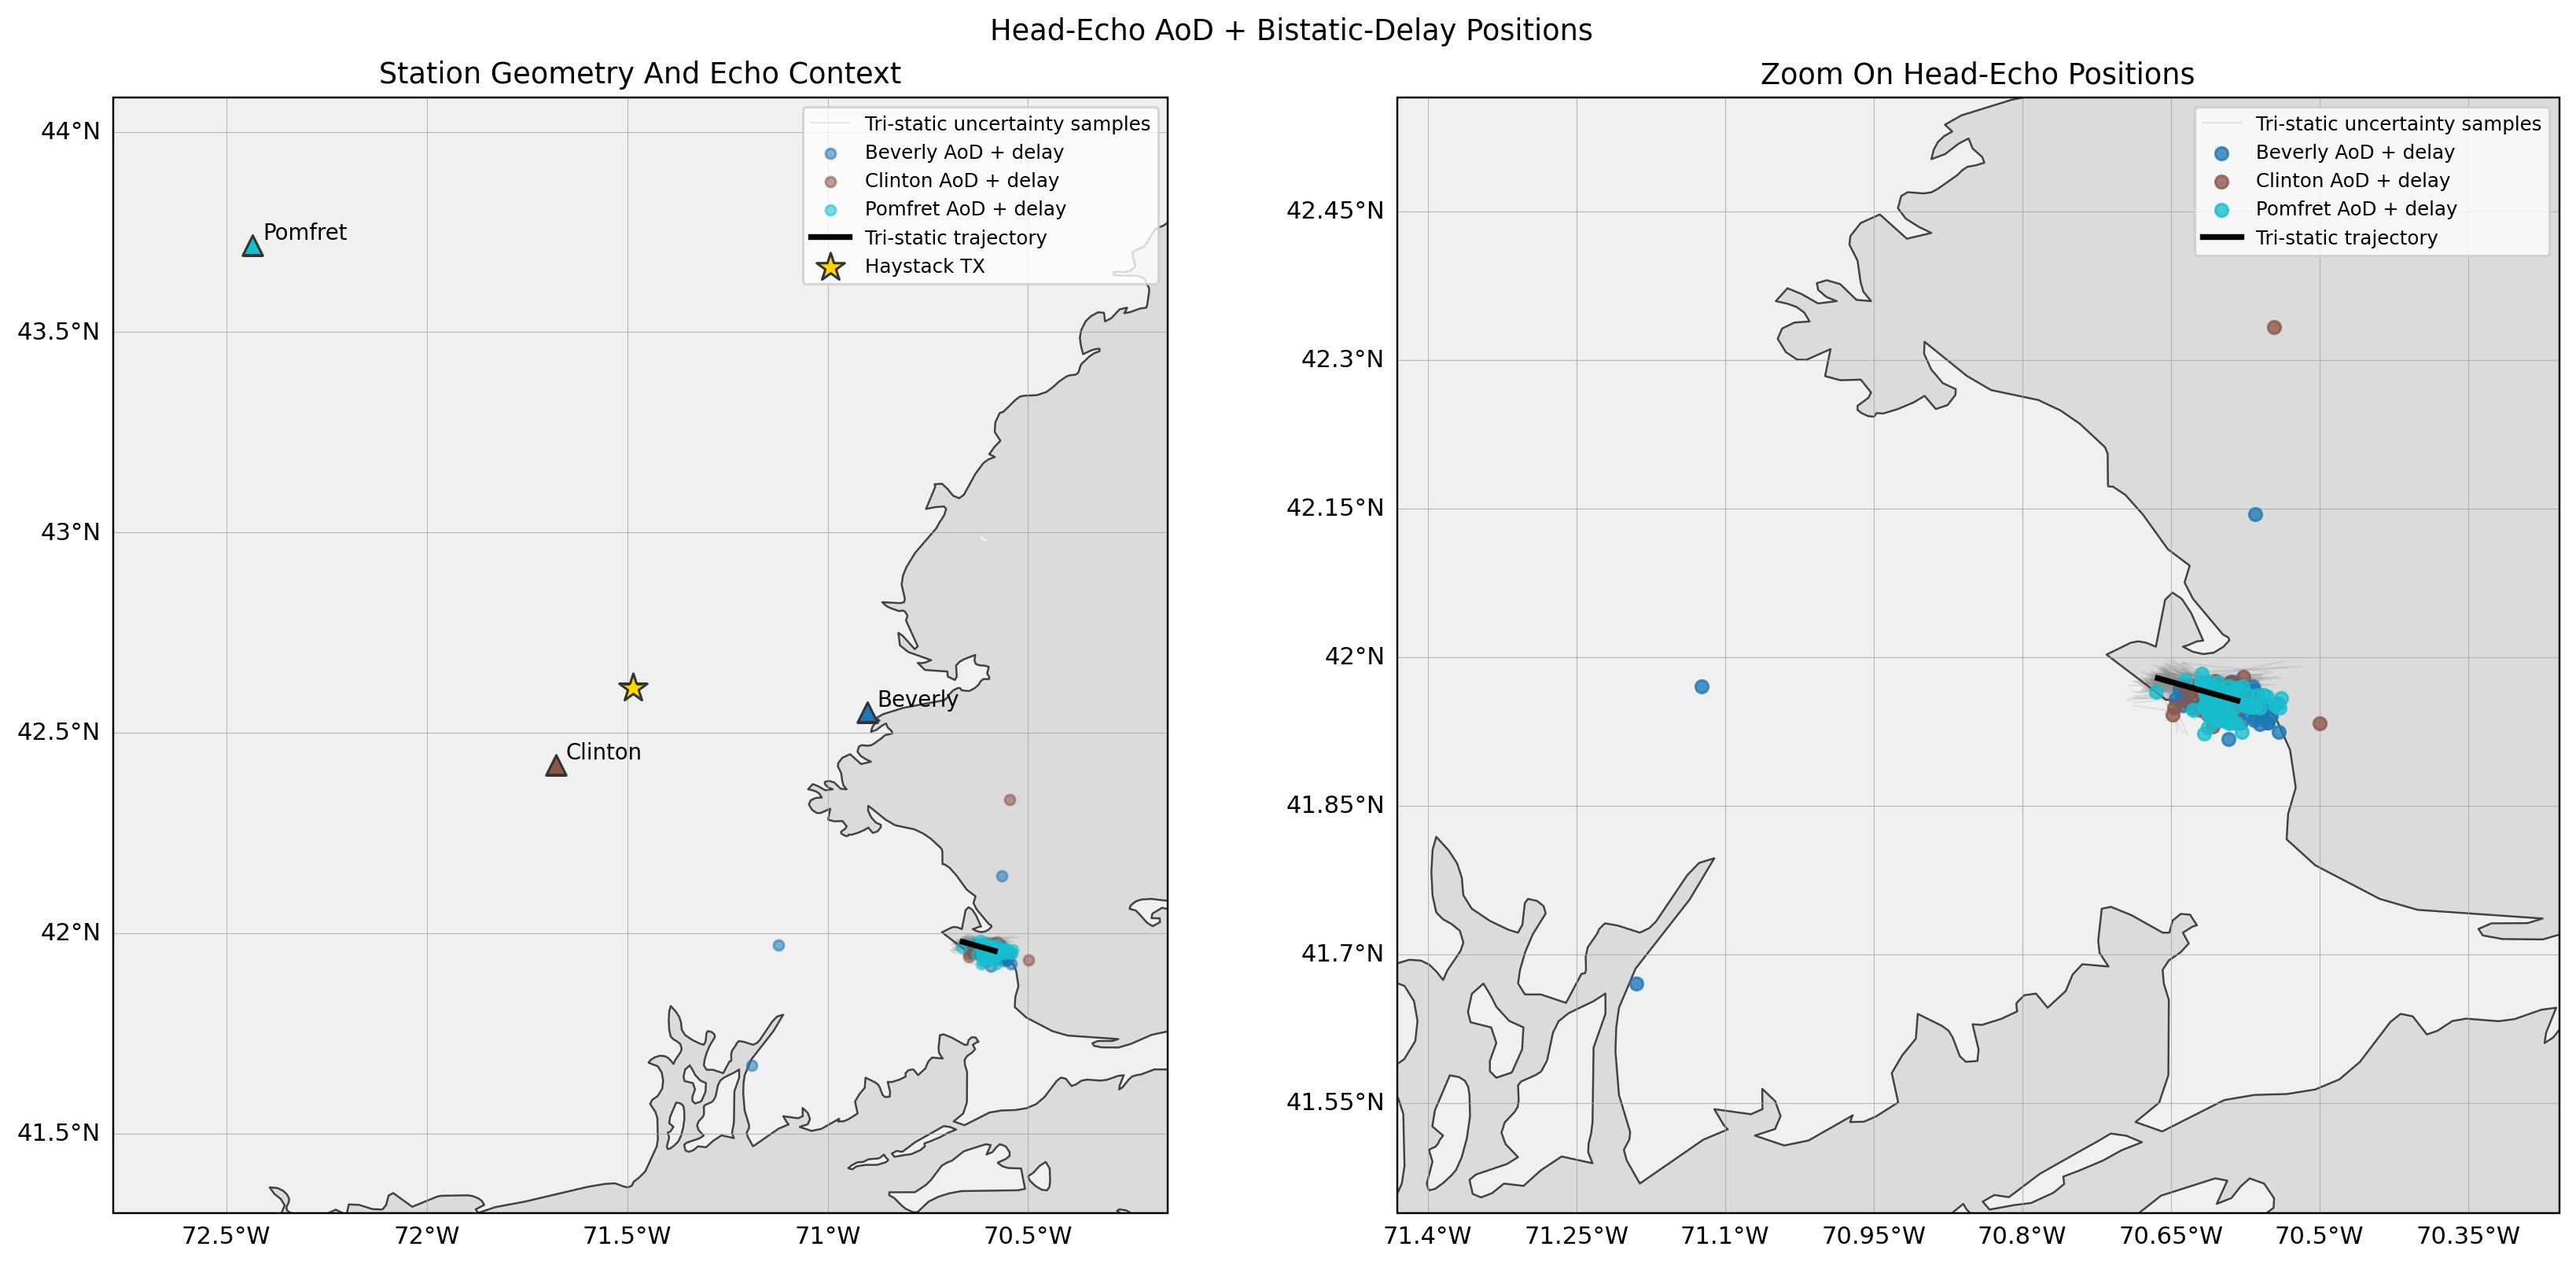 Head-Echo AoD + Bistatic-Delay Positions
Station Geometry And Echo Context
44°N
43.5°N
43°N
42.5°N
42°N
41.5°N
72.5°W
72°W
71.5°W
71°W
70.5°W
Pomfret
Clinton
Beverly
Tri-static uncertainty samples
Beverly AoD + delay
Clinton AoD + delay
Pomfret AoD + delay
Tri-static trajectory
Haystack TX
Zoom On Head-Echo Positions
42.45°N
42.3°N
42.15°N
42°N
41.85°N
41.7°N
41.55°N
71.4°W
71.25°W
71.1°W
70.95°W
70.8°W
70.65°W
70.5°W
70.35°W
Tri-static uncertainty samples
Beverly AoD + delay
Clinton AoD + delay
Pomfret AoD + delay
Tri-static trajectory